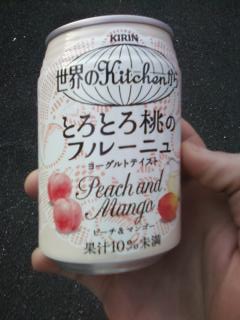 KIRIN
世界のKitchenから
とろとろ桃の
フルーニュ
ヨーグルトテイスト
Peach and
Mango
ピーチ&マンゴー
果汁10%未満